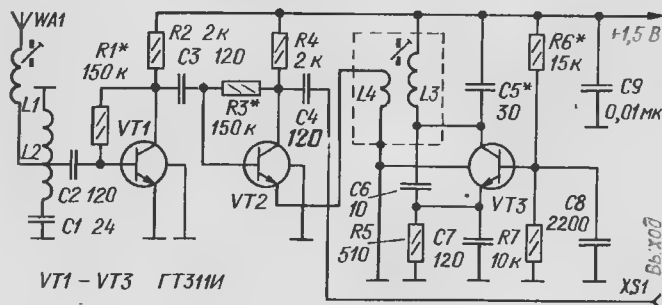 WA1
R1*
150к
R2 2к
C3 120
R4
2к
R3*
150к
C4
120
L1
L2
VT1
C2 120
C1 24
VT2
L4
L3
C5*
30
R6*
15к
+1,5 В
C9
0,01мк
C6
10
VT3
R5
510
C7
120
R7
10к
C8
2200
Выход
XS1
VT1 - VT3 ГТ311И